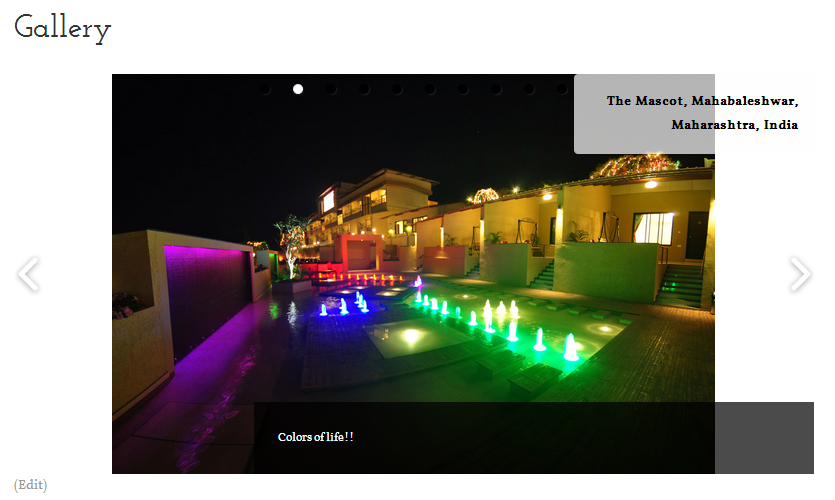 Gallery
The Mascot, Mahabaleshwar,
Maharashtra, India
Colors of life!!
(Edit)